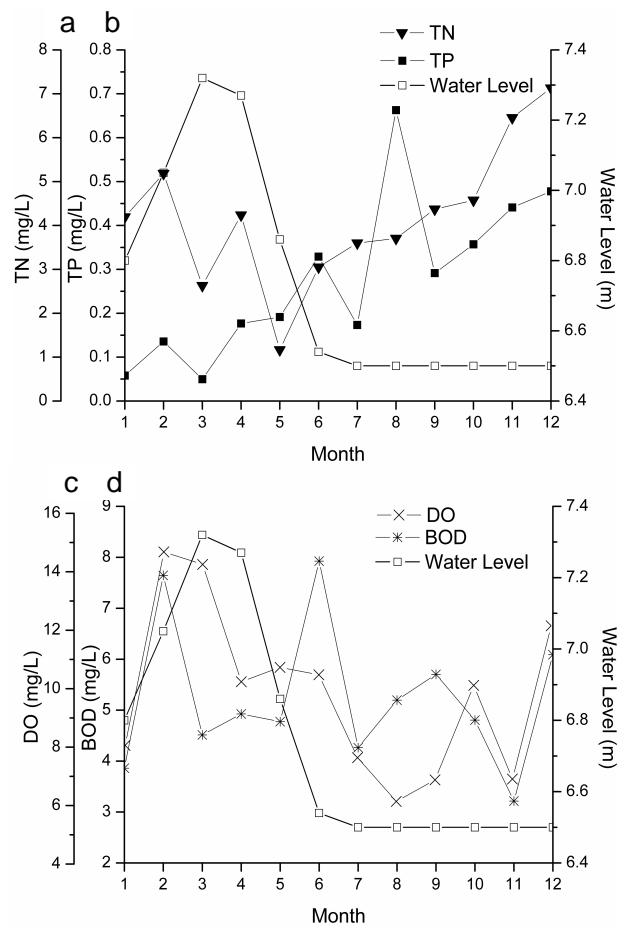 a b
TN
TP
Water Level
8
7
6
5
4
3
2
1
0
TN (mg/L)
0.8
0.7
0.6
0.5
0.4
0.3
0.2
0.1
0.0
TP (mg/L)
7.4
7.2
7.0
6.8
6.6
6.4
Water Level (m)
1 2 3 4 5 6 7 8 9 10 11 12
Month
c d
DO
BOD
Water Level
16
14
12
10
8
6
4
DO (mg/L)
9
8
7
6
5
4
3
2
BOD (mg/L)
7.4
7.2
7.0
6.8
6.6
6.4
Water Level (m)
1 2 3 4 5 6 7 8 9 10 11 12
Month